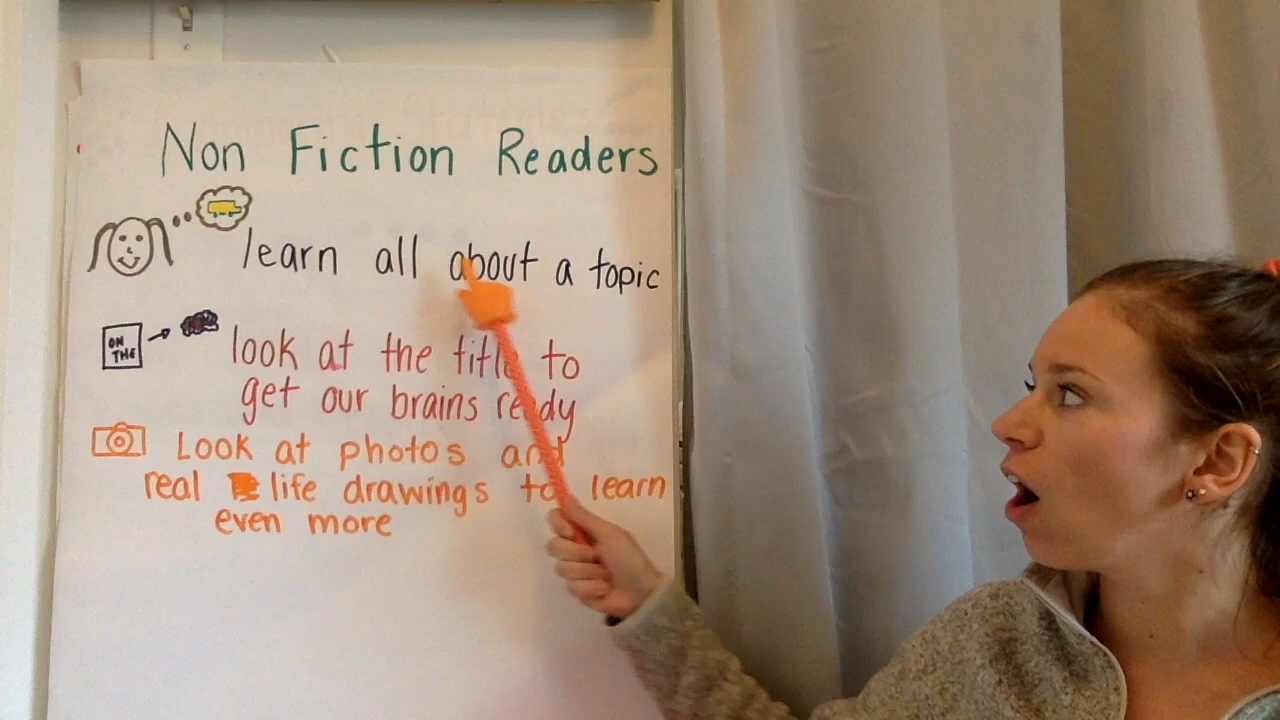 Non Fiction Readers
learn all about a topic
ON
THE
look at the title to
get our brains ready
Look at photos and
real life drawings to learn
even more